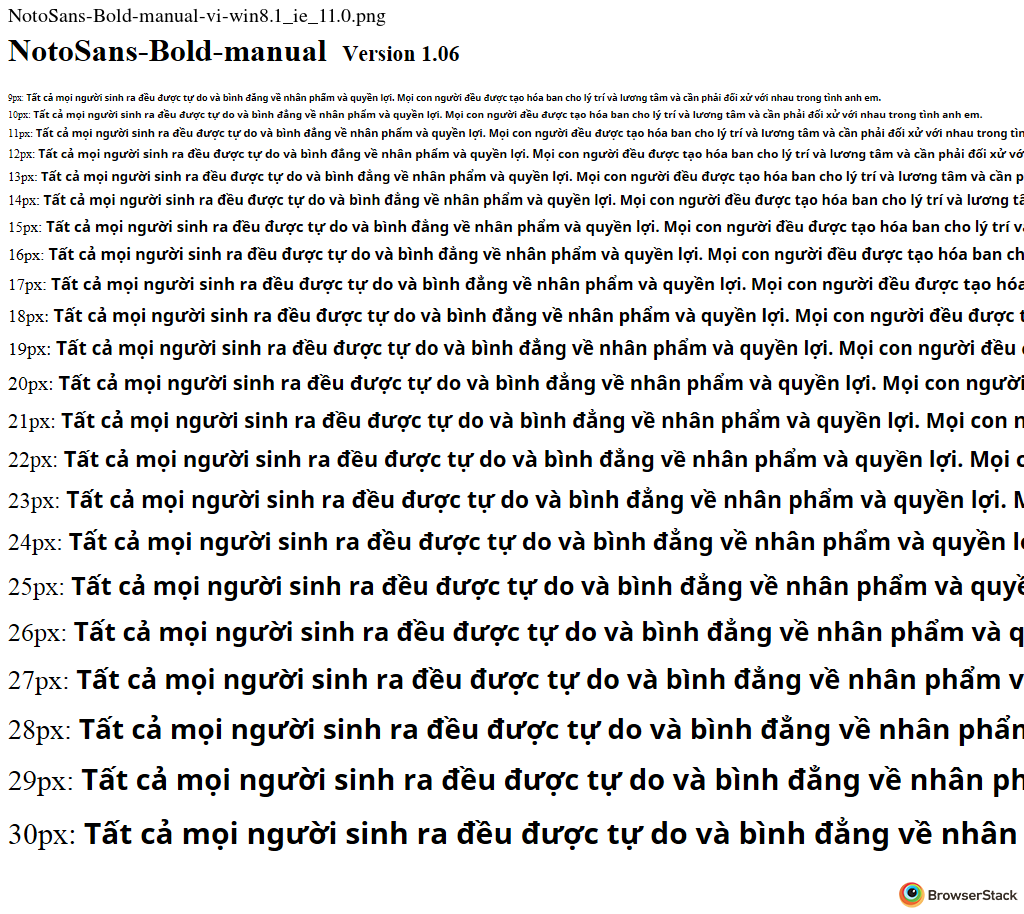 NotoSans-Bold-manual-vi-win8.1_ie_11.0.png
NotoSans-Bold-manual Version 1.06
9px: Tất cả mọi người sinh ra đều được tự do và bình đẳng về nhân phẩm và quyền lợi. Mọi con người đều được tạo hóa ban cho lý trí và lương tâm và cần phải đối xử với nhau trong tình anh em.
10px: Tất cả mọi người sinh ra đều được tự do và bình đẳng về nhân phẩm và quyền lợi. Mọi con người đều được tạo hóa ban cho lý trí và lương tâm và cần phải đối xử với nhau trong tình anh em.
11px: Tất cả mọi người sinh ra đều được tự do và bình đẳng về nhân phẩm và quyền lợi. Mọi con người đều được tạo hóa ban cho lý trí và lương tâm và cần phải đối xử với nhau trong tìn
12px: Tất cả mọi người sinh ra đều được tự do và bình đẳng về nhân phẩm và quyền lợi. Mọi con người đều được tạo hóa ban cho lý trí và lương tâm và cần phải đối xử vớ
13px: Tất cả mọi người sinh ra đều được tự do và bình đẳng về nhân phẩm và quyền lợi. Mọi con người đều được tạo hóa ban cho lý trí và lương tâm và cần p
14px: Tất cả mọi người sinh ra đều được tự do và bình đẳng về nhân phẩm và quyền lợi. Mọi con người đều được tạo hóa ban cho lý trí và lương tâ
15px: Tất cả mọi người sinh ra đều được tự do và bình đẳng về nhân phẩm và quyền lợi. Mọi con người đều được tạo hóa ban cho lý trí v
16px: Tất cả mọi người sinh ra đều được tự do và bình đẳng về nhân phẩm và quyền lợi. Mọi con người đều được tạo hóa ban ch
17px: Tất cả mọi người sinh ra đều được tự do và bình đẳng về nhân phẩm và quyền lợi. Mọi con người đều được tạo hóa
18px: Tất cả mọi người sinh ra đều được tự do và bình đẳng về nhân phẩm và quyền lợi. Mọi con người đều được t
19px: Tất cả mọi người sinh ra đều được tự do và bình đẳng về nhân phẩm và quyền lợi. Mọi con người đều
20px: Tất cả mọi người sinh ra đều được tự do và bình đẳng về nhân phẩm và quyền lợi. Mọi con người
21px: Tất cả mọi người sinh ra đều được tự do và bình đẳng về nhân phẩm và quyền lợi. Mọi con n
22px: Tất cả mọi người sinh ra đều được tự do và bình đẳng về nhân phẩm và quyền lợi. Mọi c
23px: Tất cả mọi người sinh ra đều được tự do và bình đẳng về nhân phẩm và quyền lợi. M
24px: Tất cả mọi người sinh ra đều được tự do và bình đẳng về nhân phẩm và quyền lợ
25px: Tất cả mọi người sinh ra đều được tự do và bình đẳng về nhân phẩm và quyề
26px: Tất cả mọi người sinh ra đều được tự do và bình đẳng về nhân phẩm và q
27px: Tất cả mọi người sinh ra đều được tự do và bình đẳng về nhân phẩm v
28px: Tất cả mọi người sinh ra đều được tự do và bình đẳng về nhân phẩm
29px: Tất cả mọi người sinh ra đều được tự do và bình đẳng về nhân ph
30px: Tất cả mọi người sinh ra đều được tự do và bình đẳng về nhân
BrowserStack